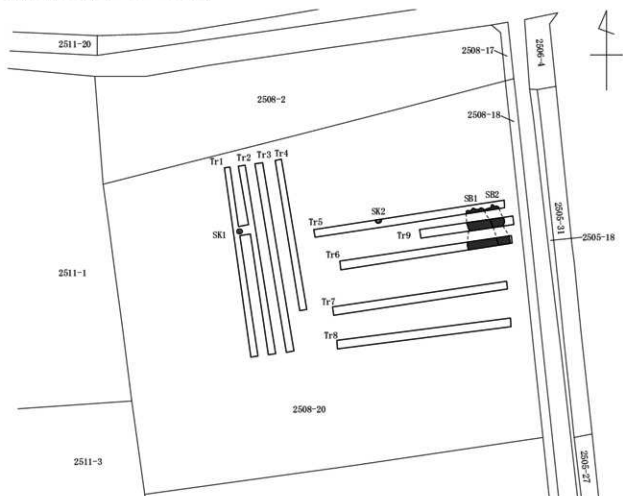 2511-20
2508-17
2506-4
2508-2
2508-18
Tr1
Tr2
Tr3
Tr4
SB1
SB2
SK2
Tr5
Tr9
SK1
2505-31
2505-18
Tr6
2511-1
Tr7
Tr8
2508-20
2511-3
2505-27